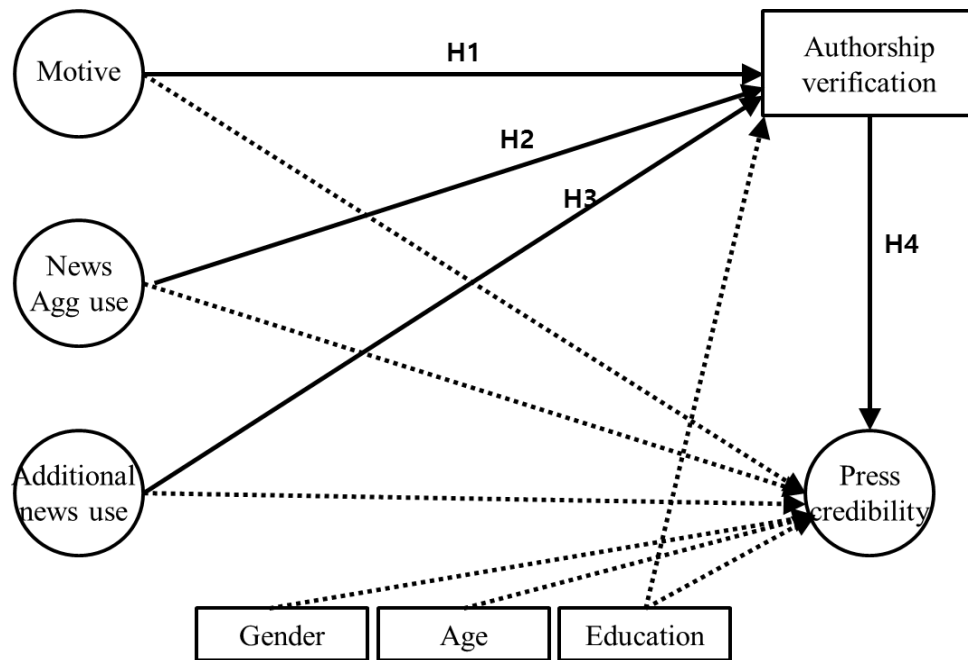 Motive
H1
Authorship
verification
H2
H3
News
Agg use
H4
Additional
news use
Press
credibility
Gender
Age
Education